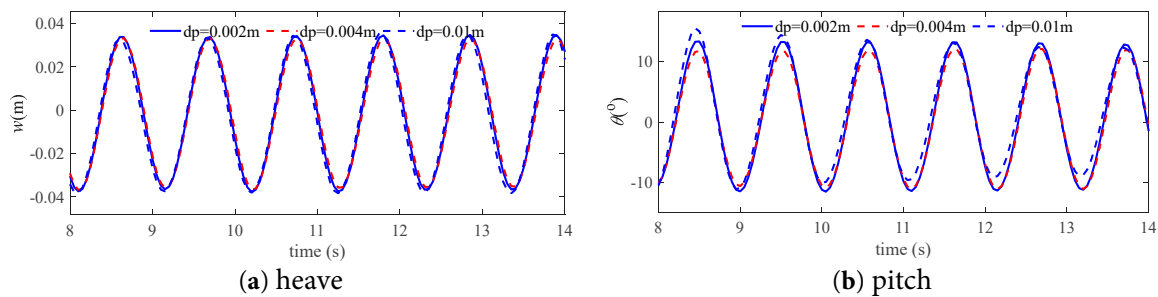 dp=0.002m dp=0.004m dp=0.01m
0.04
0.02
0
-0.02
-0.04
w(m)
8 9 10 11 12 13 14
time (s)
(a) heave
dp=0.002m dp=0.004m dp=0.01m
10
0
-10
θ(o)
8 9 10 11 12 13 14
time (s)
(b) pitch